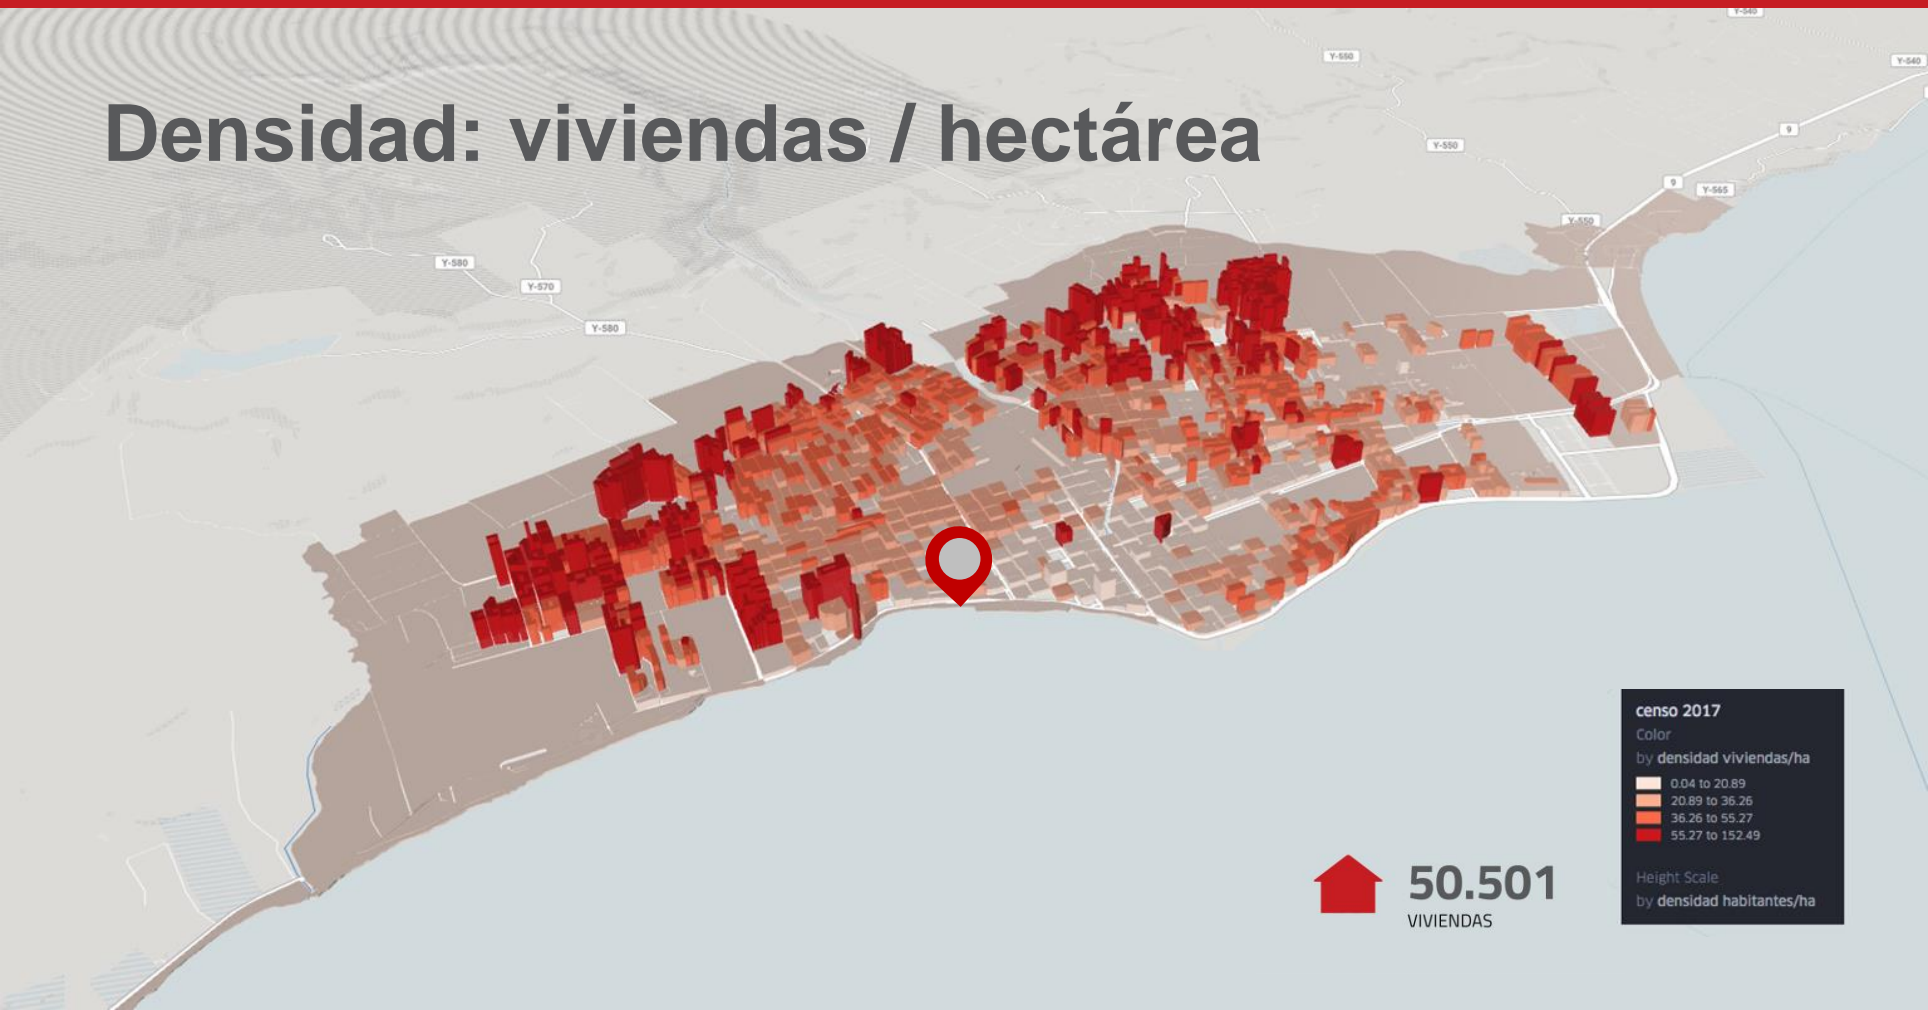 Y-540
Y-550
Y-540
Densidad: viviendas / hectárea
9
Y-550
9
Y-565
Y-550
Y-580
Y-570
Y-580
censo 2017
Color
by densidad viviendas/ha
0.04 to 20.89
20.89 to 36.26
36.26 to 55.27
55.27 to 152.49
Height Scale
by densidad habitantes/ha
50.501
VIVIENDAS